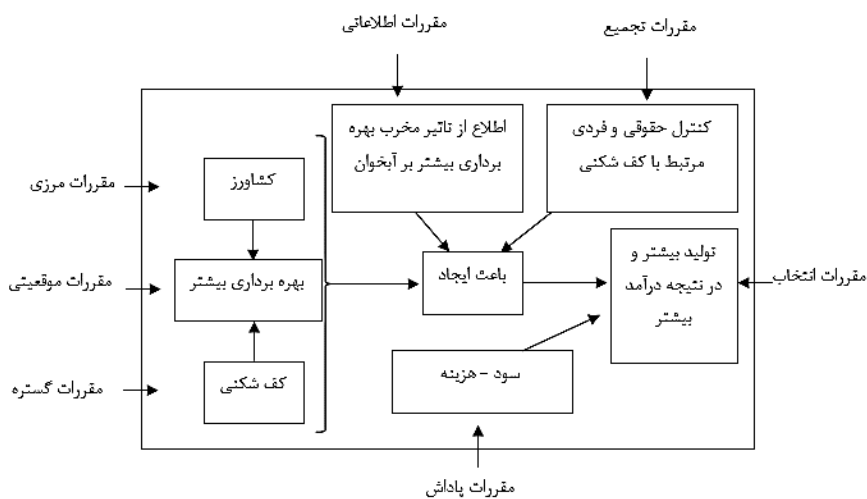 مقررات تجمیع
مقررات اطلاعاتی
کنترل حقوقی و فردی
مرتبط با کف شکنی
اطلاع از تاثیر مخرب بهره
برداری بیشتر بر آبخوان
کشاورز
مقررات مرزی
تولید بیشتر و
در نتیجه درآمد
بیشتر
باعث ایجاد
بهره برداری بیشتر
مقررات موقعیتی
مقررات انتخاب
سود - هزینه
کف شکنی
مقررات گستره
مقررات پاداش